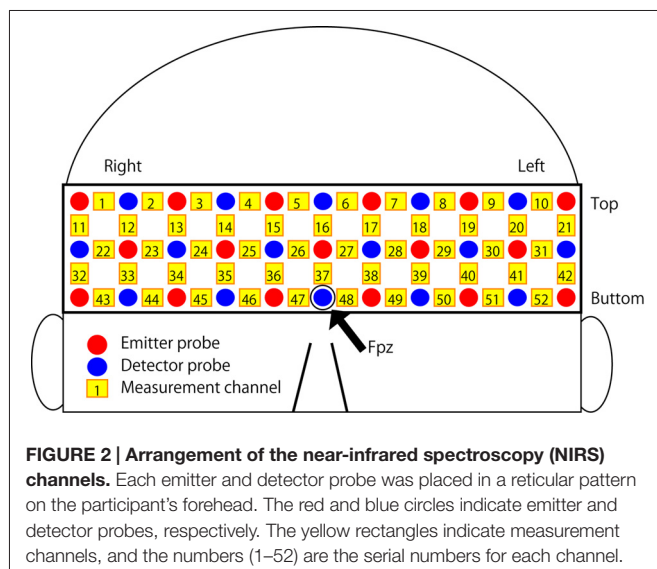 Right Left
1 2 3 4 5 6 7 8 9 10 Top
11 12 13 14 15 16 17 18 19 20 21
22 23 24 25 26 27 28 29 30 31
32 33 34 35 36 37 38 39 40 41 42
43 44 45 46 47 48 49 50 51 52 Buttom
Emitter probe
Fpz
Detector probe
1 Measurement channel
FIGURE 2 | Arrangement of the near-infrared spectroscopy (NIRS)
channels. Each emitter and detector probe was placed in a reticular pattern
on the participant's forehead. The red and blue circles indicate emitter and
detector probes, respectively. The yellow rectangles indicate measurement
channels, and the numbers (1–52) are the serial numbers for each channel.